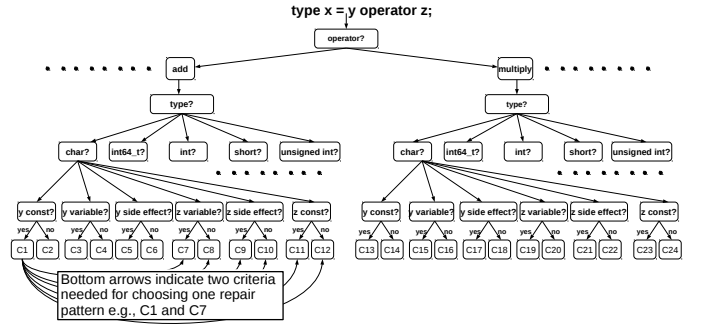 type x = y operator z;
operator?
add
multiply
type?
type?
char?
int64_t?
int?
short?
unsigned int?
char?
int64_t?
int?
short?
unsigned int?
y const?
y variable?
y side effect?
z variable?
z side effect?
z const?
y const?
y variable?
y side effect?
z variable?
z side effect?
z const?
yes no yes no yes no yes no yes no yes no
yes no yes no yes no yes no yes no yes no
C1 C2 C3 C4 C5 C6 C7 C8 C9 C10 C11 C12
C13 C14 C15 C16 C17 C18 C19 C20 C21 C22 C23 C24
Bottom arrows indicate two criteria
needed for choosing one repair
pattern e.g., C1 and C7